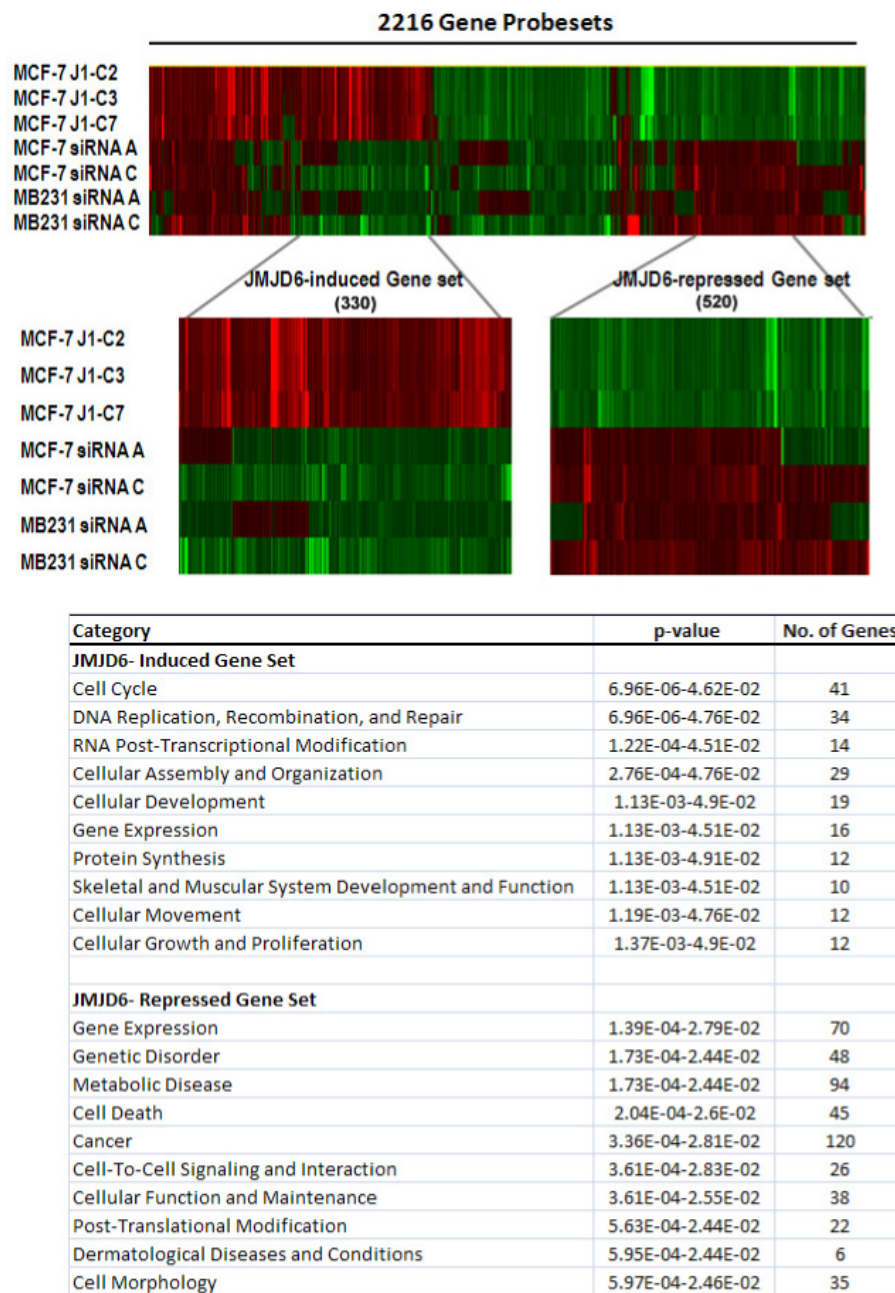 2216 Gene Probesets
MCF-7 J1-C2
MCF-7 J1-C3
MCF-7 J1-C7
MCF-7 siRNA A
MCF-7 siRNA C
MB231 siRNA A
MB231 siRNA C
JMJD6-induced Gene set
(330)
JMJD6-repressed Gene set
(520)
MCF-7 J1-C2
MCF-7 J1-C3
MCF-7 J1-C7
MCF-7 siRNA A
MCF-7 siRNA C
MB231 siRNA A
MB231 siRNA C
Category p-value No. of Genes
JMJD6- Induced Gene Set
Cell Cycle 6.96E-06-4.62E-02 41
DNA Replication, Recombination, and Repair 6.96E-06-4.76E-02 34
RNA Post-Transcriptional Modification 1.22E-04-4.51E-02 14
Cellular Assembly and Organization 2.76E-04-4.76E-02 29
Cellular Development 1.13E-03-4.9E-02 19
Gene Expression 1.13E-03-4.51E-02 16
Protein Synthesis 1.13E-03-4.91E-02 12
Skeletal and Muscular System Development and Function 1.13E-03-4.51E-02 10
Cellular Movement 1.19E-03-4.76E-02 12
Cellular Growth and Proliferation 1.37E-03-4.9E-02 12
JMJD6- Repressed Gene Set
Gene Expression 1.39E-04-2.79E-02 70
Genetic Disorder 1.73E-04-2.44E-02 48
Metabolic Disease 1.73E-04-2.44E-02 94
Cell Death 2.04E-04-2.6E-02 45
Cancer 3.36E-04-2.81E-02 120
Cell-To-Cell Signaling and Interaction 3.61E-04-2.83E-02 26
Cellular Function and Maintenance 3.61E-04-2.55E-02 38
Post-Translational Modification 5.63E-04-2.44E-02 22
Dermatological Diseases and Conditions 5.95E-04-2.44E-02 6
Cell Morphology 5.97E-04-2.46E-02 35